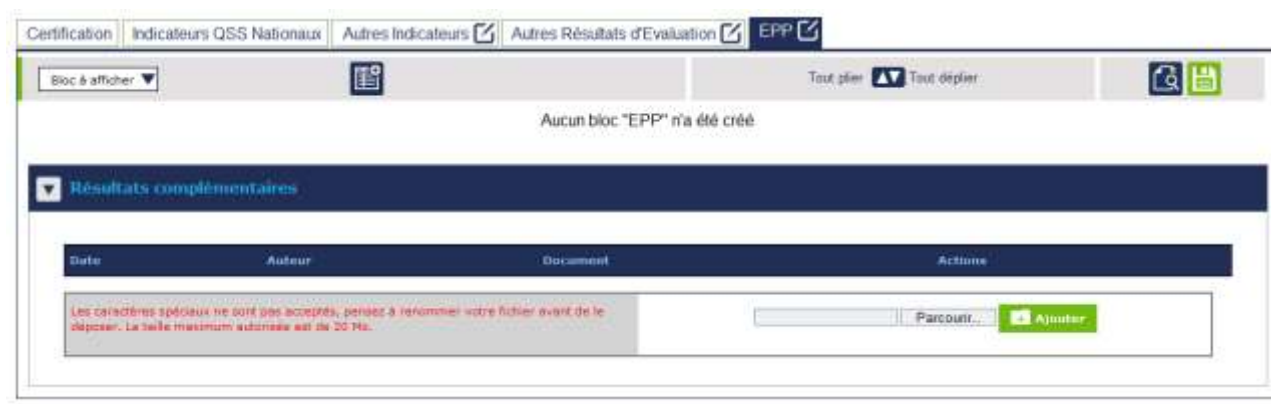 Certification Indicateurs QSS Nationaux Autres Indicateurs Autres Résultats d'Evaluation EPP
Bloc à afficher Tout plier Tout déplier
Aucun bloc "EPP" n'a été créé
Résultats complémentaires
Date Auteur Document Actions
Les caractères spéciaux ne sont pas acceptés, pensez à renommer votre fichier avant de le
déposer. La taille maximum autorisée est de 20 Mo.
Parcourir... Ajouter